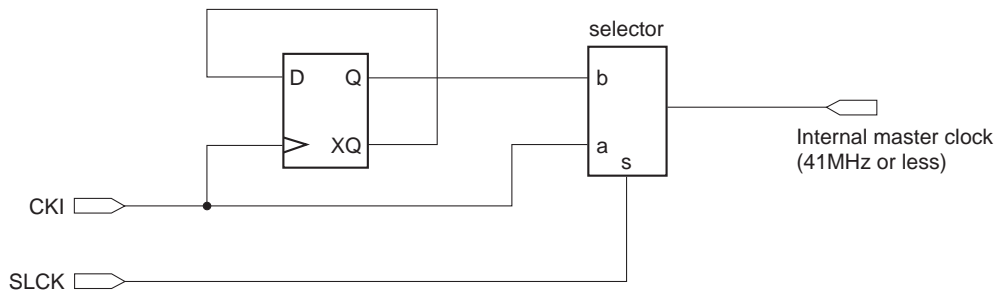 selector
D
Q
XQ
b
a
s
Internal master clock
(41MHz or less)
CKI
SLCK